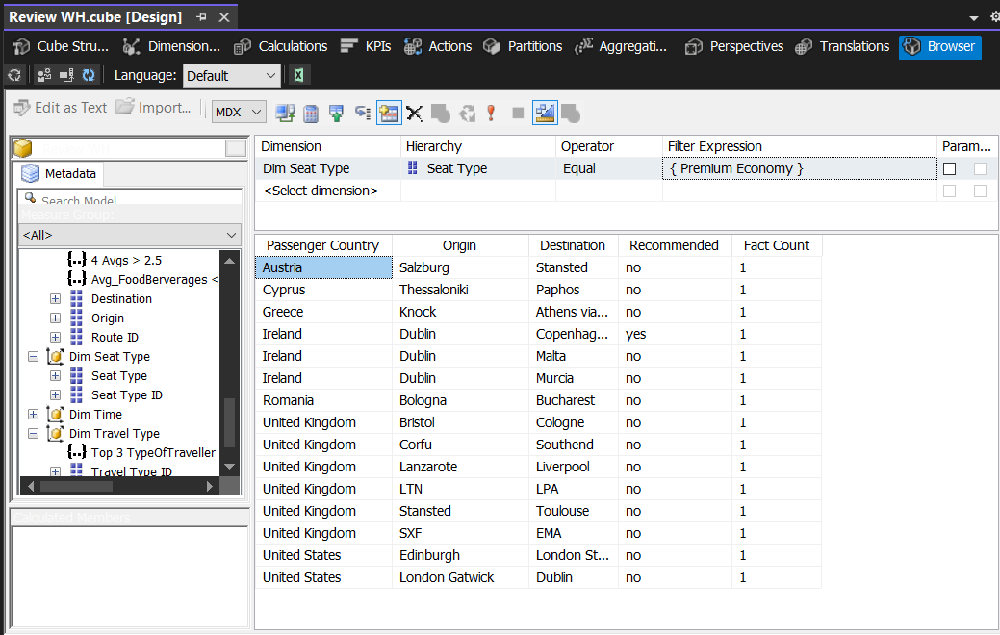 Review WH.cube [Design]
Cube Stru... Dimension... Calculations KPIs Actions Partitions Aggregati... Perspectives Translations Browser
Language: Default
Edit as Text Import... MDX
Metadata
Search Model
Measure Group:
<All>
4 Avgs > 2.5
Avg_FoodBerverages <
Destination
Origin
Route ID
Dim Seat Type
Seat Type
Seat Type ID
Dim Time
Dim Travel Type
Top 3 TypeOfTraveller
Travel Type ID
Calculated Members
Dimension Hierarchy Operator Filter Expression Param...
Dim Seat Type Seat Type Equal { Premium Economy }
<Select dimension>
Passenger Country Origin Destination Recommended Fact Count
Austria Salzburg Stansted no 1
Cyprus Thessaloniki Paphos no 1
Greece Knock Athens via... no 1
Ireland Dublin Copenhag... yes 1
Ireland Dublin Malta no 1
Ireland Dublin Murcia no 1
Romania Bologna Bucharest no 1
United Kingdom Bristol Cologne no 1
United Kingdom Corfu Southend no 1
United Kingdom Lanzarote Liverpool no 1
United Kingdom LTN LPA no 1
United Kingdom Stansted Toulouse no 1
United Kingdom SXF EMA no 1
United States Edinburgh London St... no 1
United States London Gatwick Dublin no 1